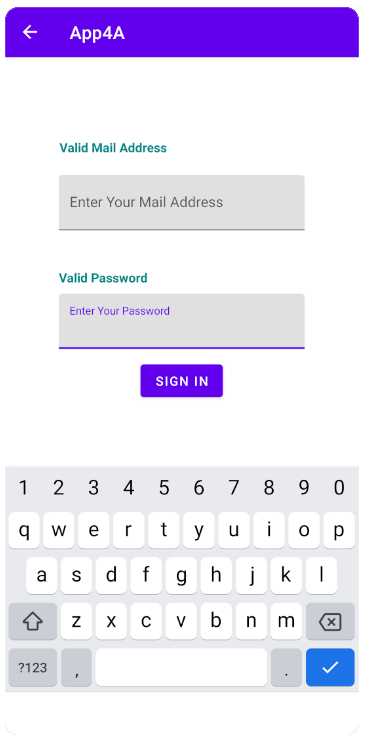 App4A
Valid Mail Address
Enter Your Mail Address
Valid Password
Enter Your Password
SIGN IN
1 2 3 4 5 6 7 8 9 0
q w e r t y u i o p
a s d f g h j k l
z x c v b n m
?123 , .